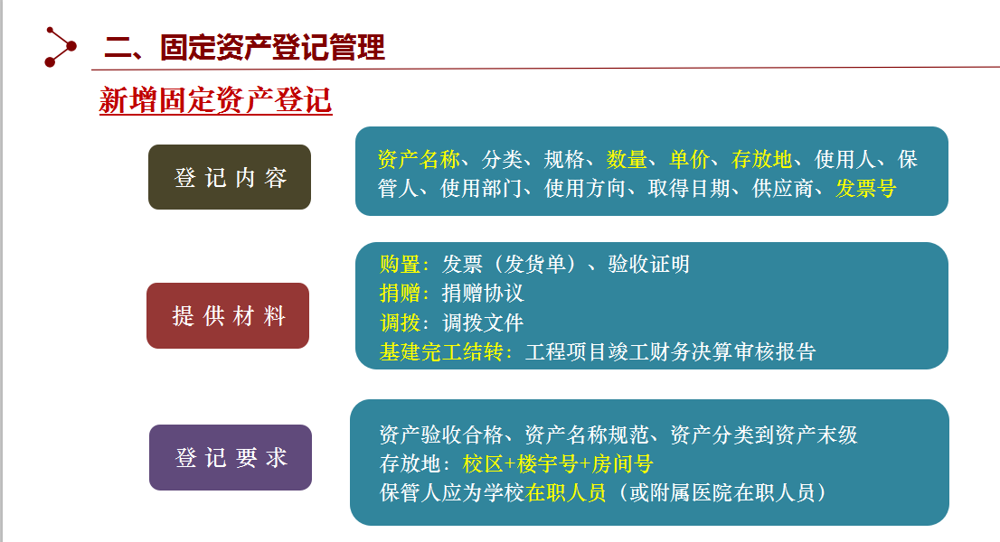 二、固定资产登记管理
新增固定资产登记
登记内容
资产名称、分类、规格、数量、单价、存放地、使用人、保
管人、使用部门、使用方向、取得日期、供应商、发票号
提供材料
购置：发票（发货单）、验收证明
捐赠：捐赠协议
调拨：调拨文件
基建完工结转：工程项目竣工财务决算审核报告
登记要求
资产验收合格、资产名称规范、资产分类到资产末级
存放地：校区+楼宇号+房间号
保管人应为学校在职人员（或附属医院在职人员）